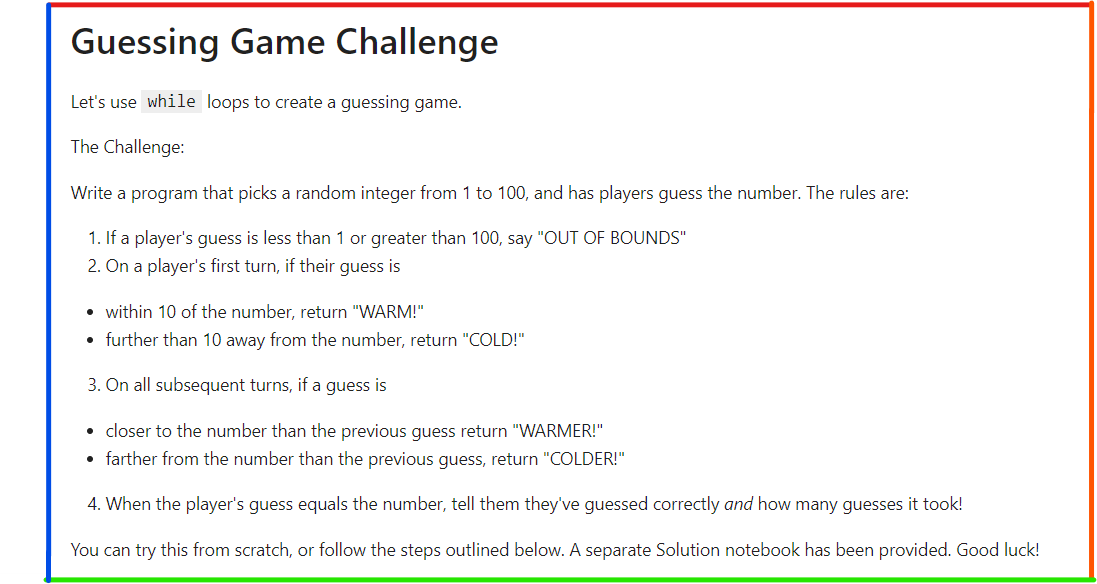 Guessing Game Challenge
Let's use while loops to create a guessing game.
The Challenge:
Write a program that picks a random integer from 1 to 100, and has players guess the number. The rules are:
1. If a player's guess is less than 1 or greater than 100, say "OUT OF BOUNDS"
2. On a player's first turn, if their guess is
• within 10 of the number, return "WARM!"
• further than 10 away from the number, return "COLD!"
3. On all subsequent turns, if a guess is
• closer to the number than the previous guess return "WARMER!"
• farther from the number than the previous guess, return "COLDER!"
4. When the player's guess equals the number, tell them they've guessed correctly and how many guesses it took!
You can try this from scratch, or follow the steps outlined below. A separate Solution notebook has been provided. Good luck!